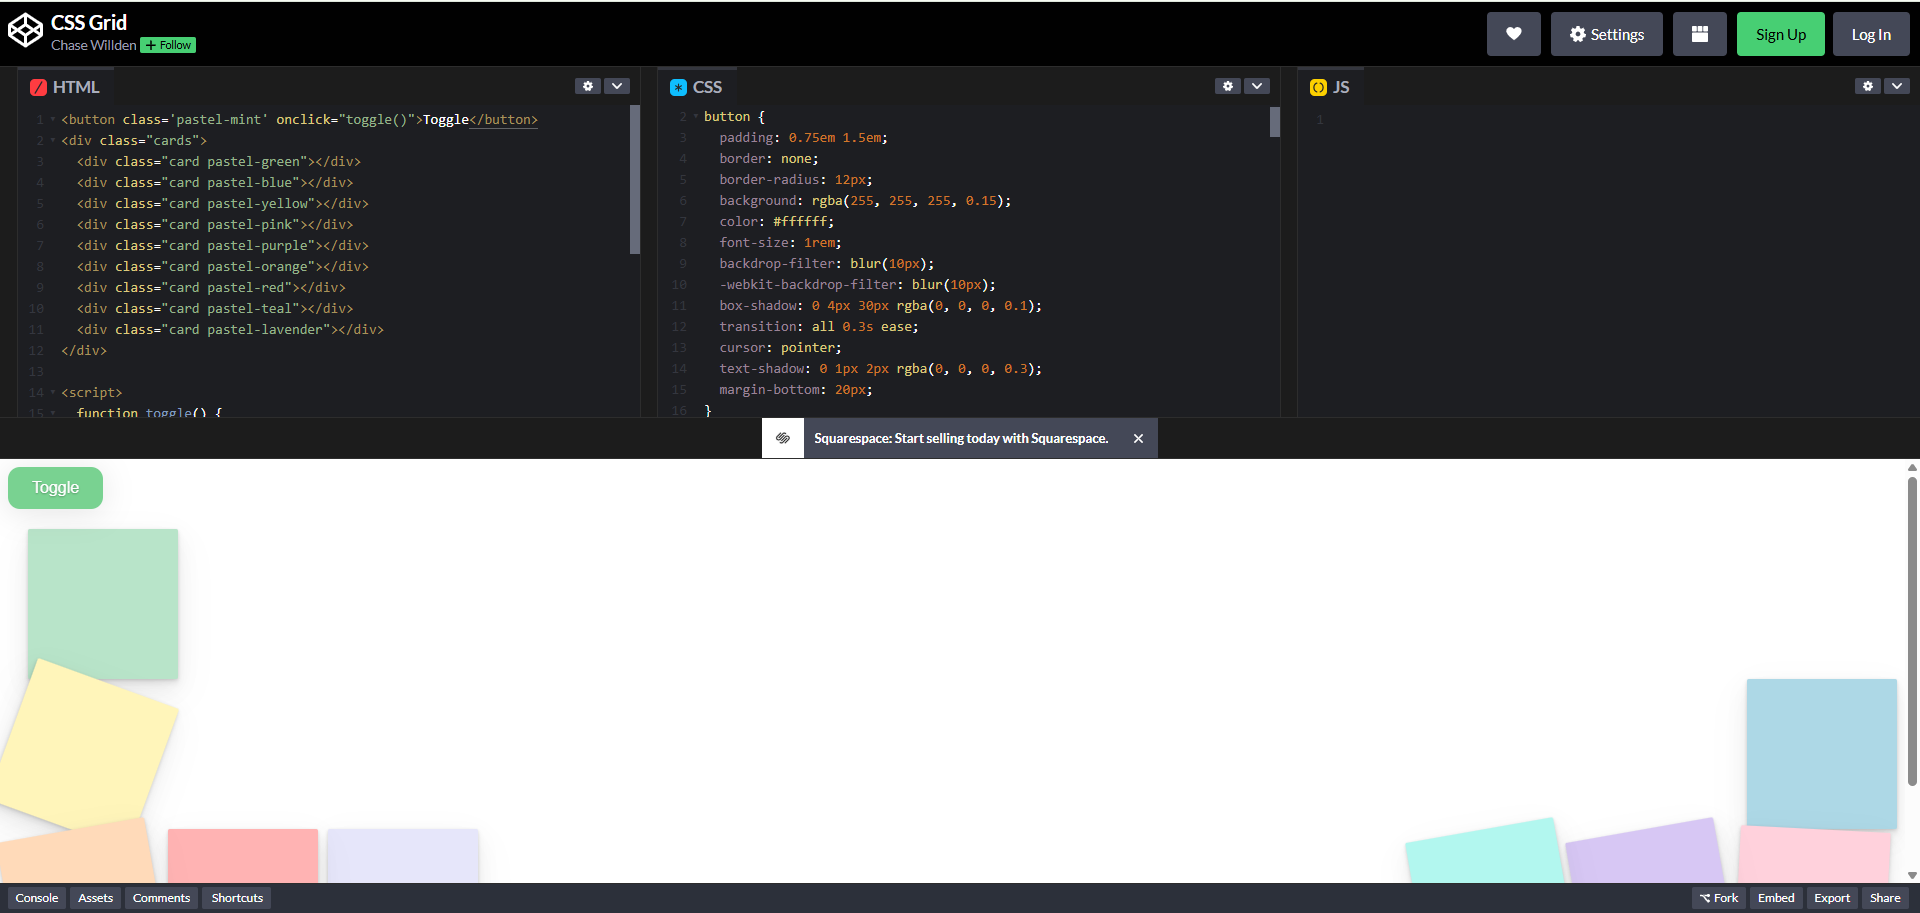 CSS Grid
Chase Willden + Follow
Settings
Sign Up
Log In
HTML
1 <button class='pastel-mint' onclick="toggle()">Toggle</button>
2 <div class="cards">
3 <div class="card pastel-green"></div>
4 <div class="card pastel-blue"></div>
5 <div class="card pastel-yellow"></div>
6 <div class="card pastel-pink"></div>
7 <div class="card pastel-purple"></div>
8 <div class="card pastel-orange"></div>
9 <div class="card pastel-red"></div>
10 <div class="card pastel-teal"></div>
11 <div class="card pastel-lavender"></div>
12 </div>
13
14 <script>
15 function toggle() {
CSS
2 button {
3 padding: 0.75em 1.5em;
4 border: none;
5 border-radius: 12px;
6 background: rgba(255, 255, 255, 0.15);
7 color: #ffffff;
8 font-size: 1rem;
9 backdrop-filter: blur(10px);
10 -webkit-backdrop-filter: blur(10px);
11 box-shadow: 0 4px 30px rgba(0, 0, 0, 0.1);
12 transition: all 0.3s ease;
13 cursor: pointer;
14 text-shadow: 0 1px 2px rgba(0, 0, 0, 0.3);
15 margin-bottom: 20px;
16 }
JS
1
Squarespace: Start selling today with Squarespace.
Toggle
Console
Assets
Comments
Shortcuts
Fork
Embed
Export
Share